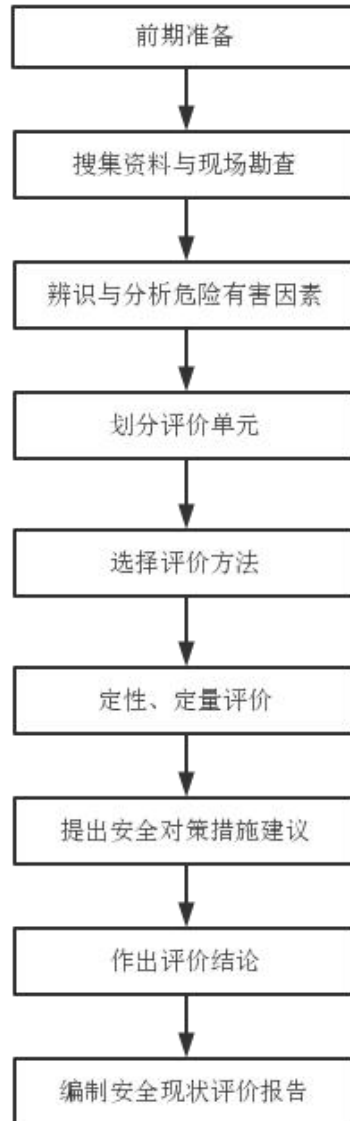 前期准备
搜集资料与现场勘查
辨识与分析危险有害因素
划分评价单元
选择评价方法
定性、定量评价
提出安全对策措施建议
作出评价结论
编制安全现状评价报告